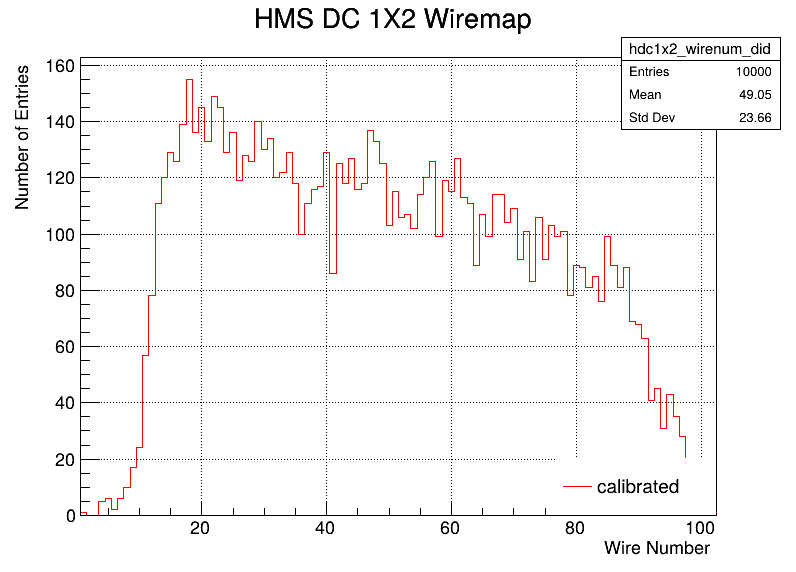 HMS DC 1X2 Wiremap
hdc1x2_wirenum_did
Entries 10000
Mean 49.05
Std Dev 23.66
Number of Entries
160
140
120
100
80
60
40
20
0
20 40 60 80 100
calibrated
Wire Number